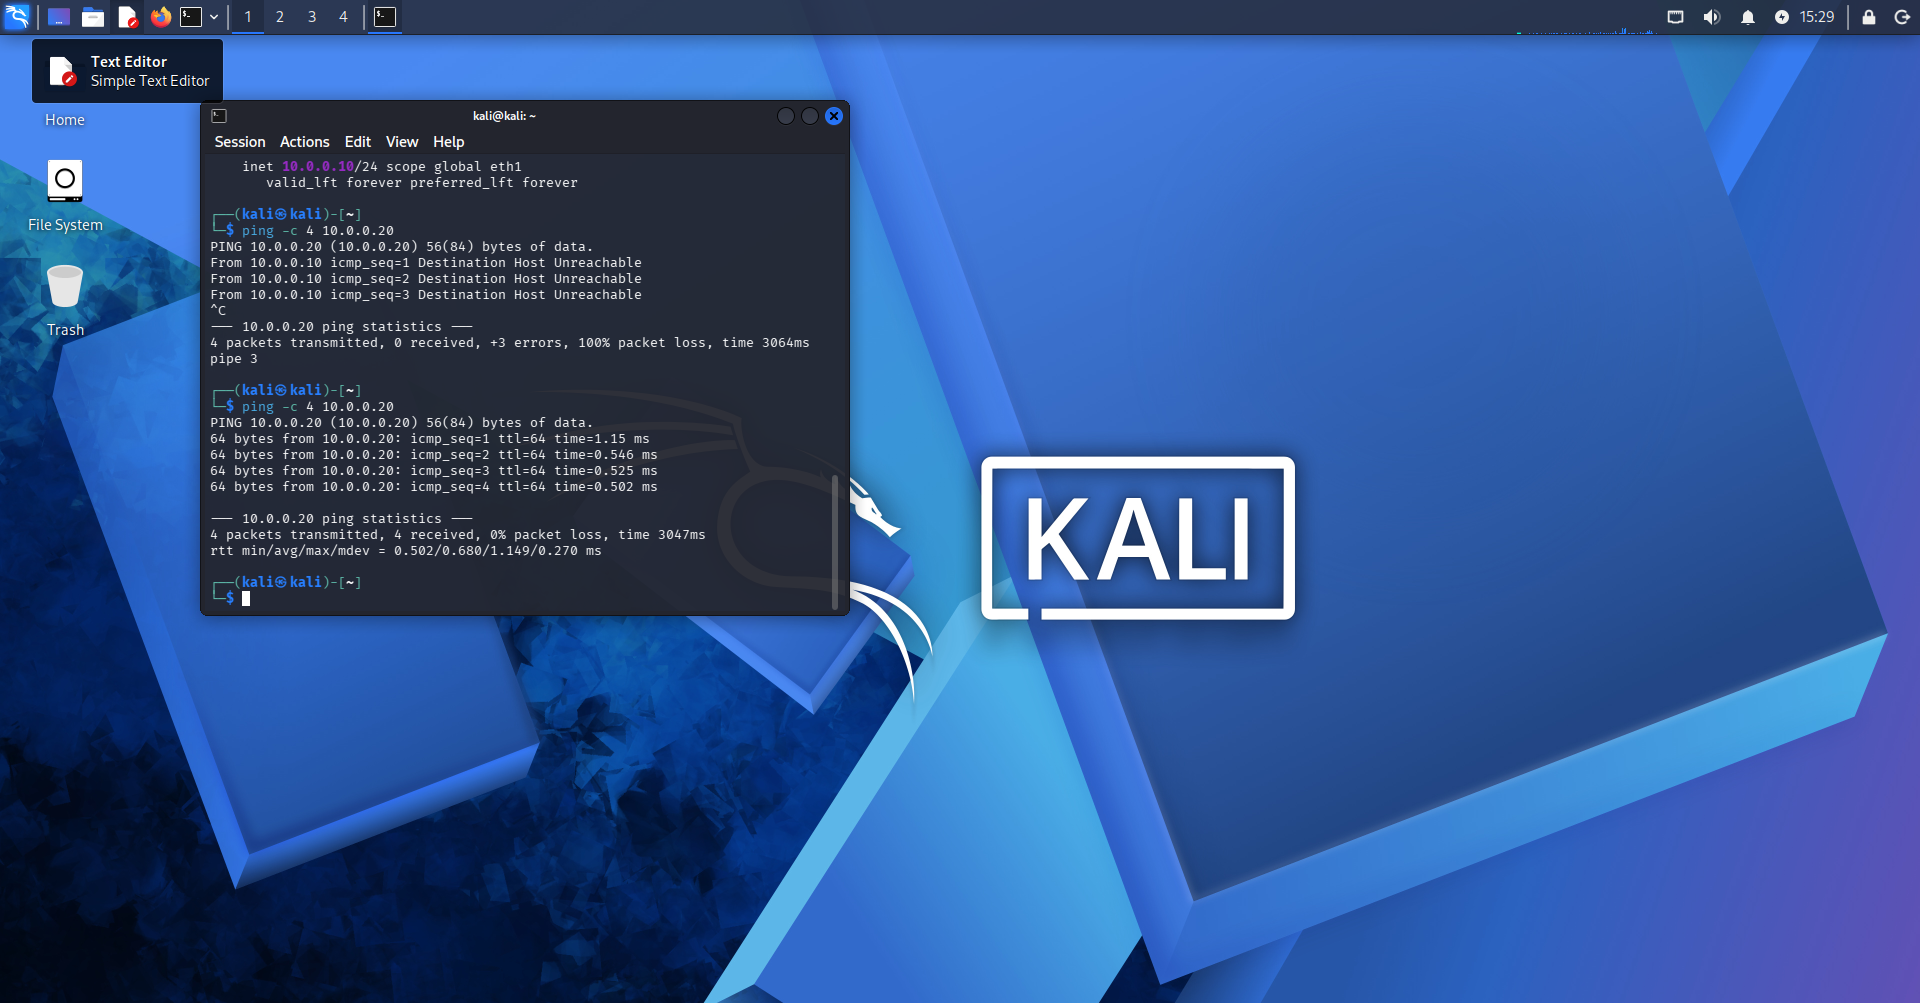 1 2 3 4
15:29
Text Editor
Simple Text Editor
Home
File System
Trash
kali@kali: ~
Session Actions Edit View Help
    inet 10.0.0.10/24 scope global eth1
       valid_lft forever preferred_lft forever
┌──(kali㉿kali)-[~]
└─$ ping -c 4 10.0.0.20
PING 10.0.0.20 (10.0.0.20) 56(84) bytes of data.
From 10.0.0.10 icmp_seq=1 Destination Host Unreachable
From 10.0.0.10 icmp_seq=2 Destination Host Unreachable
From 10.0.0.10 icmp_seq=3 Destination Host Unreachable
^C
--- 10.0.0.20 ping statistics ---
4 packets transmitted, 0 received, +3 errors, 100% packet loss, time 3064ms
pipe 3
┌──(kali㉿kali)-[~]
└─$ ping -c 4 10.0.0.20
PING 10.0.0.20 (10.0.0.20) 56(84) bytes of data.
64 bytes from 10.0.0.20: icmp_seq=1 ttl=64 time=1.15 ms
64 bytes from 10.0.0.20: icmp_seq=2 ttl=64 time=0.546 ms
64 bytes from 10.0.0.20: icmp_seq=3 ttl=64 time=0.525 ms
64 bytes from 10.0.0.20: icmp_seq=4 ttl=64 time=0.502 ms
--- 10.0.0.20 ping statistics ---
4 packets transmitted, 4 received, 0% packet loss, time 3047ms
rtt min/avg/max/mdev = 0.502/0.680/1.149/0.270 ms
┌──(kali㉿kali)-[~]
└─$
KALI